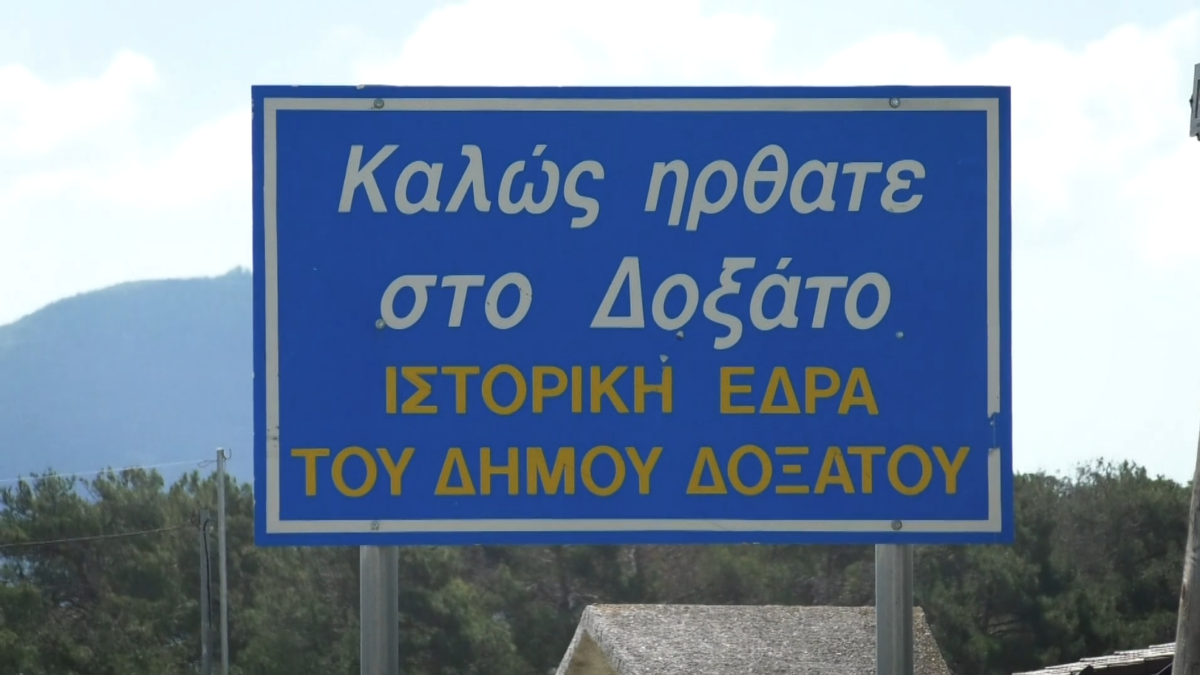 Καλώς ηρθατε
στο Δοξάτο
ΙΣΤΟΡΙΚΗ ΕΔΡΑ
ΤΟΥ ΔΗΜΟΥ ΔΟΞΑΤΟΥ